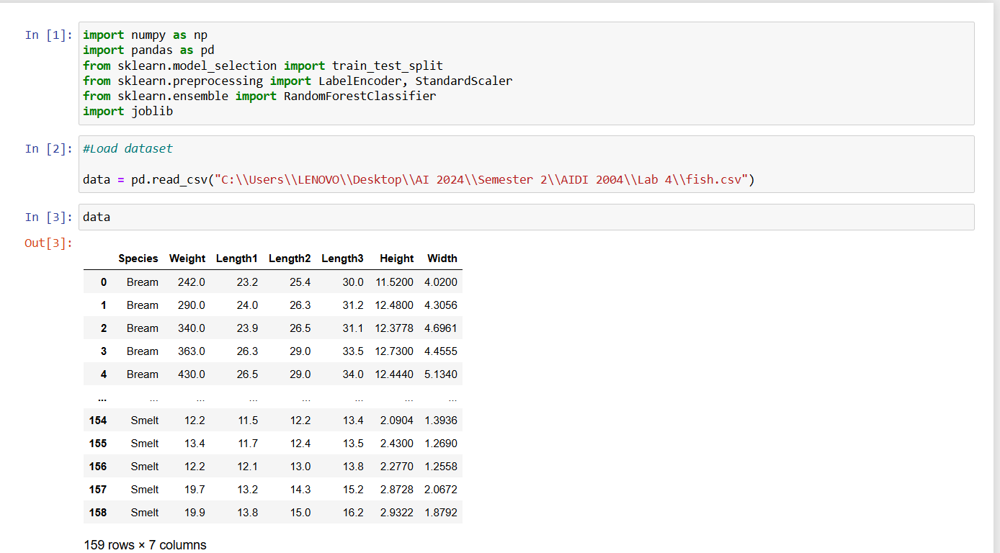 In [1]: import numpy as np
import pandas as pd
from sklearn.model_selection import train_test_split
from sklearn.preprocessing import LabelEncoder, StandardScaler
from sklearn.ensemble import RandomForestClassifier
import joblib
In [2]: #Load dataset
data = pd.read_csv("C:\\Users\\LENOVO\\Desktop\\AI 2024\\Semester 2\\AIDI 2004\\Lab 4\\fish.csv")
In [3]: data
Out[3]:
Species Weight Length1 Length2 Length3 Height Width
0 Bream 242.0 23.2 25.4 30.0 11.5200 4.0200
1 Bream 290.0 24.0 26.3 31.2 12.4800 4.3056
2 Bream 340.0 23.9 26.5 31.1 12.3778 4.6961
3 Bream 363.0 26.3 29.0 33.5 12.7300 4.4555
4 Bream 430.0 26.5 29.0 34.0 12.4440 5.1340
... ... ... ... ... ... ... ...
154 Smelt 12.2 11.5 12.2 13.4 2.0904 1.3936
155 Smelt 13.4 11.7 12.4 13.5 2.4300 1.2690
156 Smelt 12.2 12.1 13.0 13.8 2.2770 1.2558
157 Smelt 19.7 13.2 14.3 15.2 2.8728 2.0672
158 Smelt 19.9 13.8 15.0 16.2 2.9322 1.8792
159 rows × 7 columns